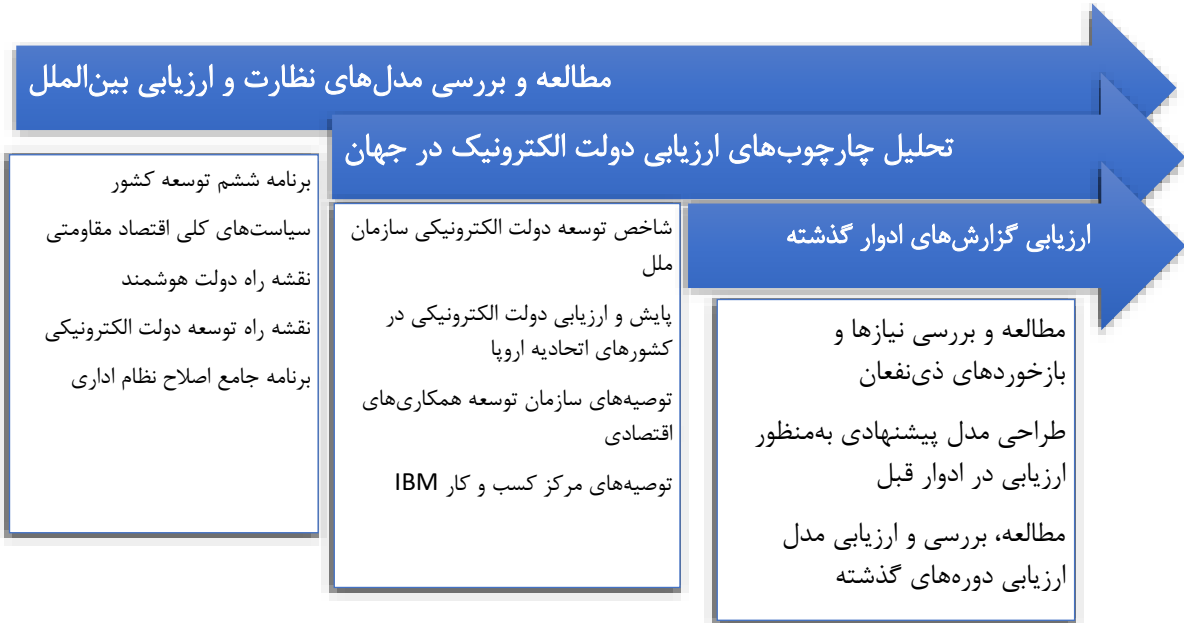 مطالعه و بررسی مدل‌های نظارت و ارزیابی بین‌الملل
برنامه ششم توسعه کشور
سیاست‌های کلی اقتصاد مقاومتی
نقشه راه دولت هوشمند
نقشه راه توسعه دولت الکترونیکی
برنامه جامع اصلاح نظام اداری
تحلیل چارچوب‌های ارزیابی دولت الکترونیک در جهان
شاخص توسعه دولت الکترونیکی سازمان
ملل
پایش و ارزیابی دولت الکترونیکی در
کشورهای اتحادیه اروپا
توصیه‌های سازمان توسعه همکاری‌های
اقتصادی
توصیه‌های مرکز کسب و کار IBM
ارزیابی گزارش‌های ادوار گذشته
مطالعه و بررسی نیازها و
بازخوردهای ذی‌نفعان
طراحی مدل پیشنهادی به‌منظور
ارزیابی در ادوار قبل
مطالعه، بررسی و ارزیابی مدل
ارزیابی دوره‌های گذشته